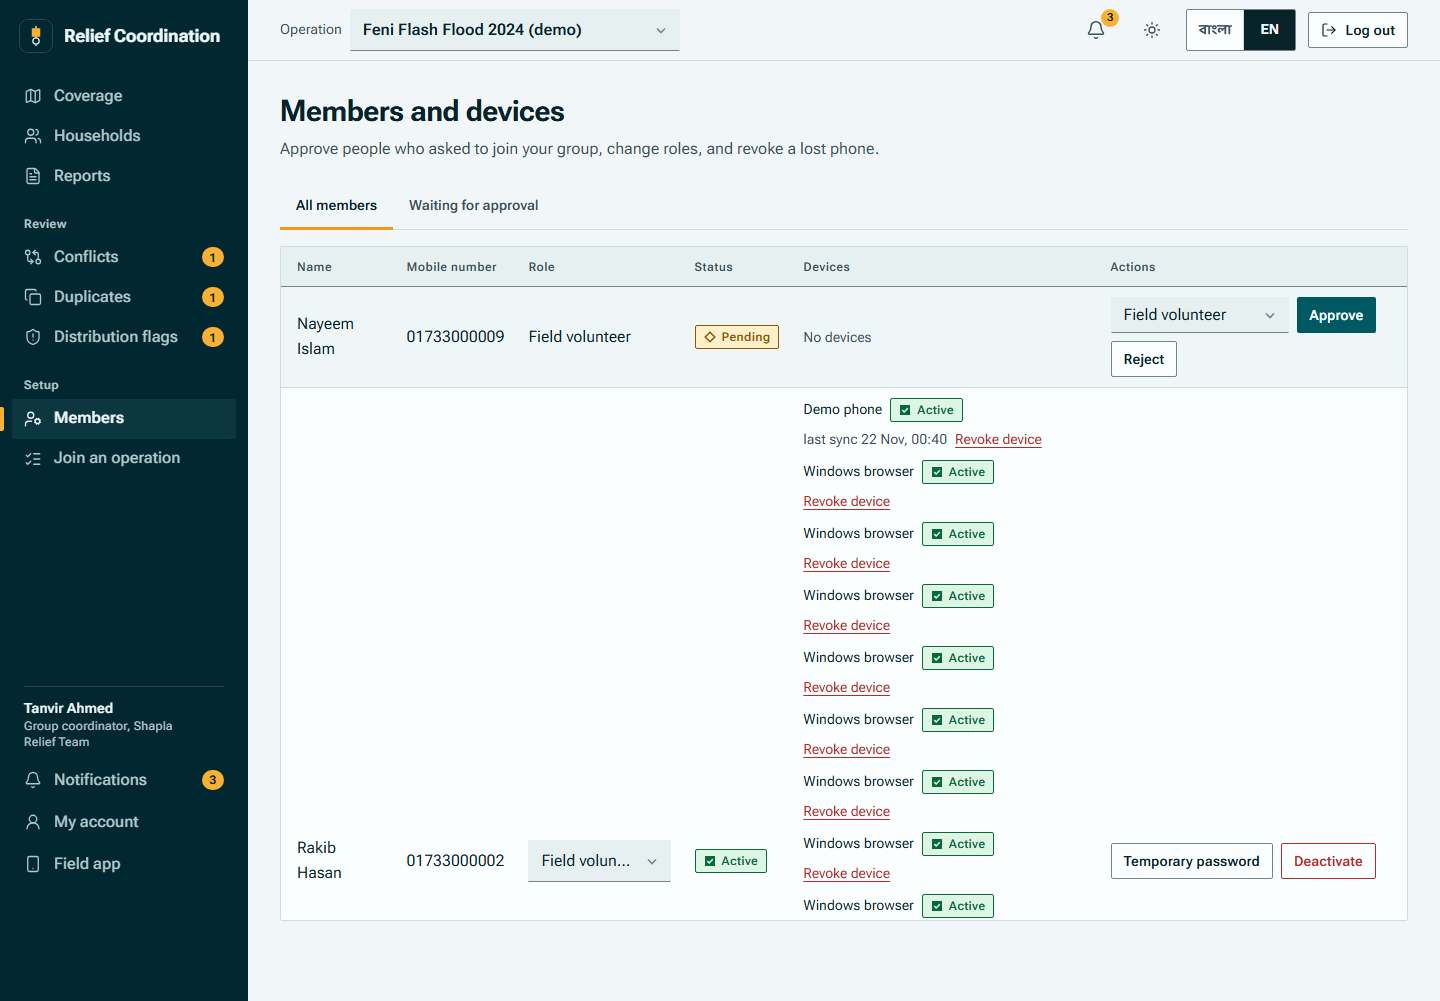 Relief Coordination
Coverage
Households
Reports
Review
Conflicts 1
Duplicates 1
Distribution flags 1
Setup
Members
Join an operation
Tanvir Ahmed
Group coordinator, Shapla
Relief Team
Notifications 3
My account
Field app
Operation Feni Flash Flood 2024 (demo) 3 বাংলা EN Log out
Members and devices
Approve people who asked to join your group, change roles, and revoke a lost phone.
All members Waiting for approval
Name Mobile number Role Status Devices Actions
Nayeem
Islam
01733000009 Field volunteer Pending No devices
Field volunteer Approve
Reject
Demo phone Active
last sync 22 Nov, 00:40 Revoke device
Windows browser Active
Revoke device
Windows browser Active
Revoke device
Windows browser Active
Revoke device
Windows browser Active
Revoke device
Windows browser Active
Revoke device
Windows browser Active
Revoke device
Windows browser Active
Revoke device
Windows browser Active
Rakib
Hasan
01733000002 Field volun... Active
Temporary password Deactivate